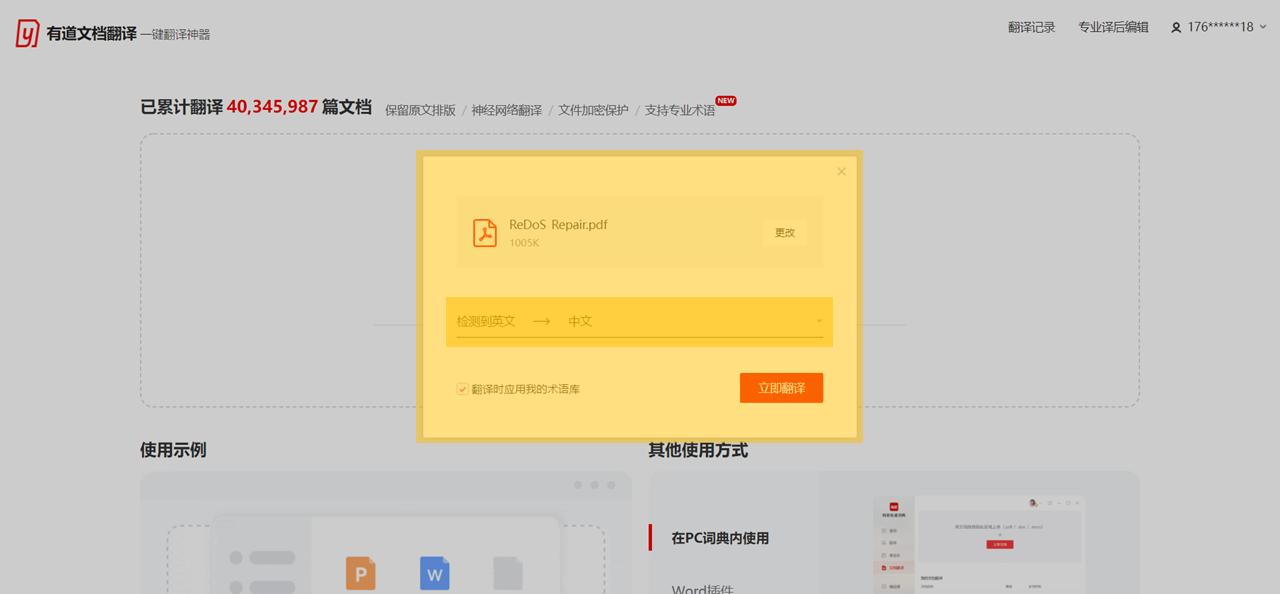 有道文档翻译 一键翻译神器
翻译记录 专业译后编辑 176******18
已累计翻译 40,345,987 篇文档 保留原文排版 / 神经网络翻译 / 文件加密保护 / 支持专业术语 NEW
ReDoS Repair.pdf
1005K
更改
检测到英文 → 中文
翻译时应用我的术语库
立即翻译
使用示例
其他使用方式
P
W
在PC词典内使用
Word插件